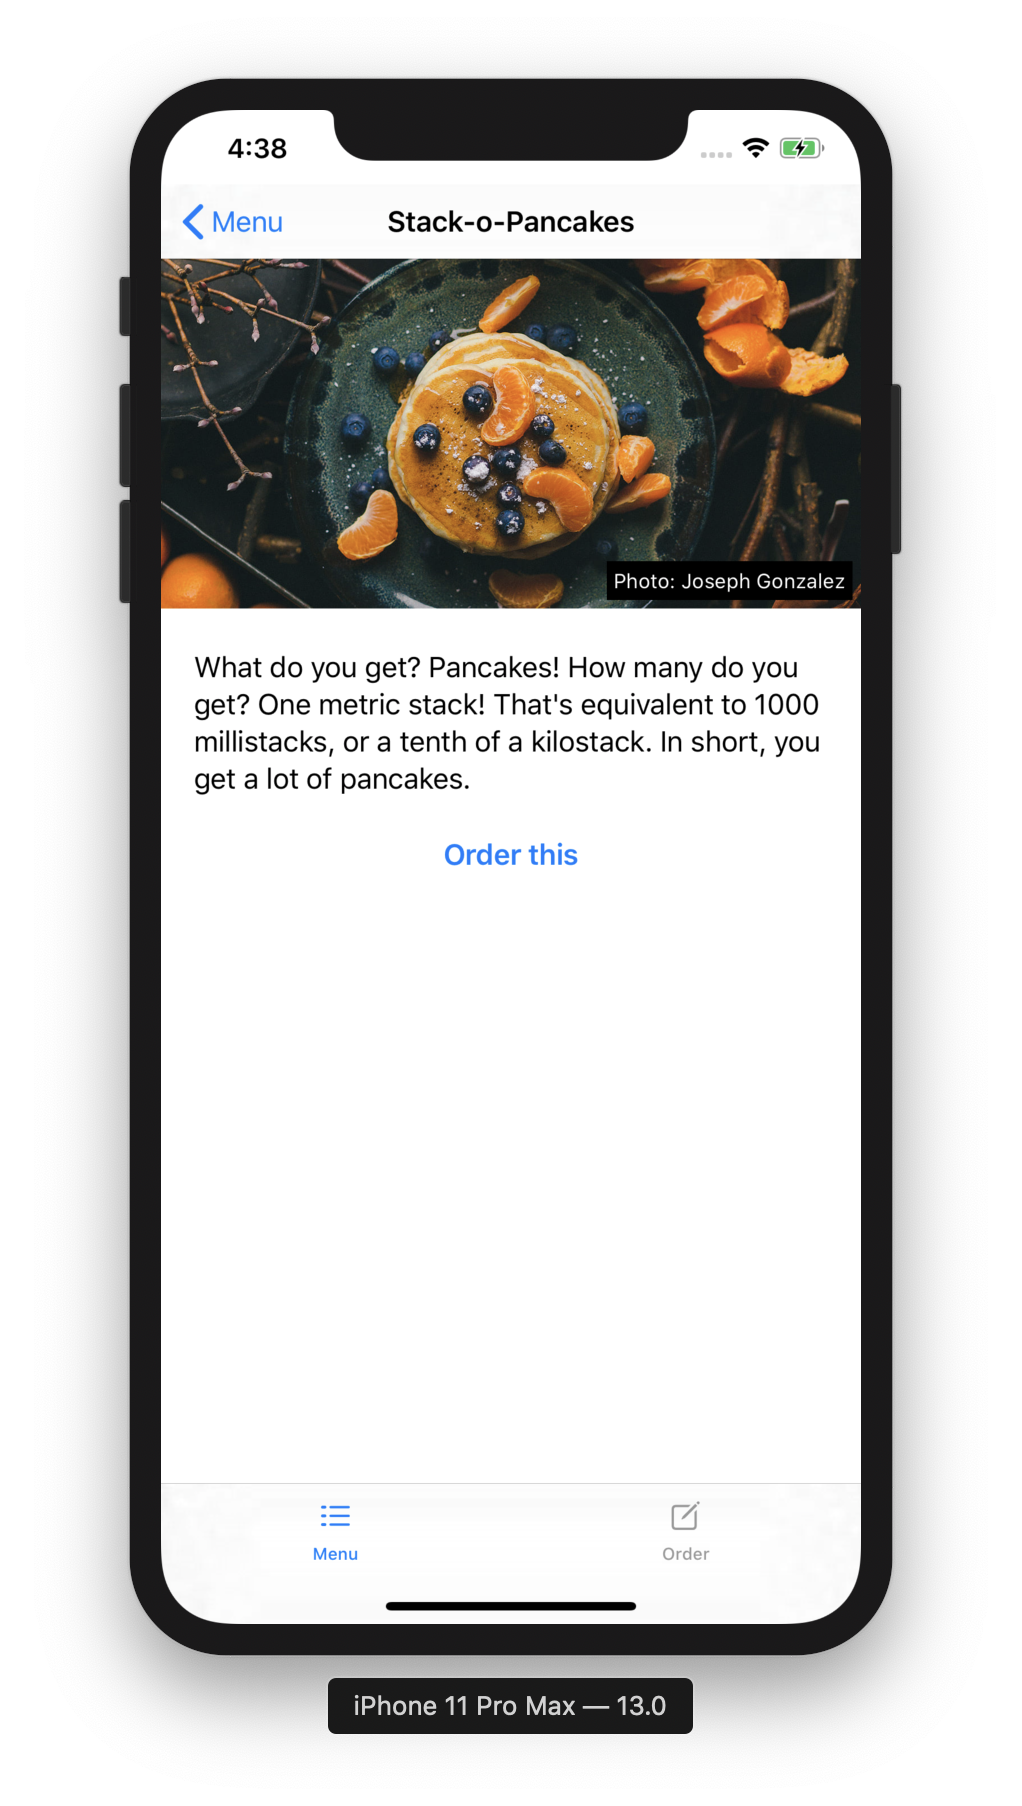 4:38
Menu
Stack-o-Pancakes
Photo: Joseph Gonzalez
What do you get? Pancakes! How many do you
get? One metric stack! That's equivalent to 1000
millistacks, or a tenth of a kilostack. In short, you
get a lot of pancakes.
Order this
Menu
Order
iPhone 11 Pro Max — 13.0